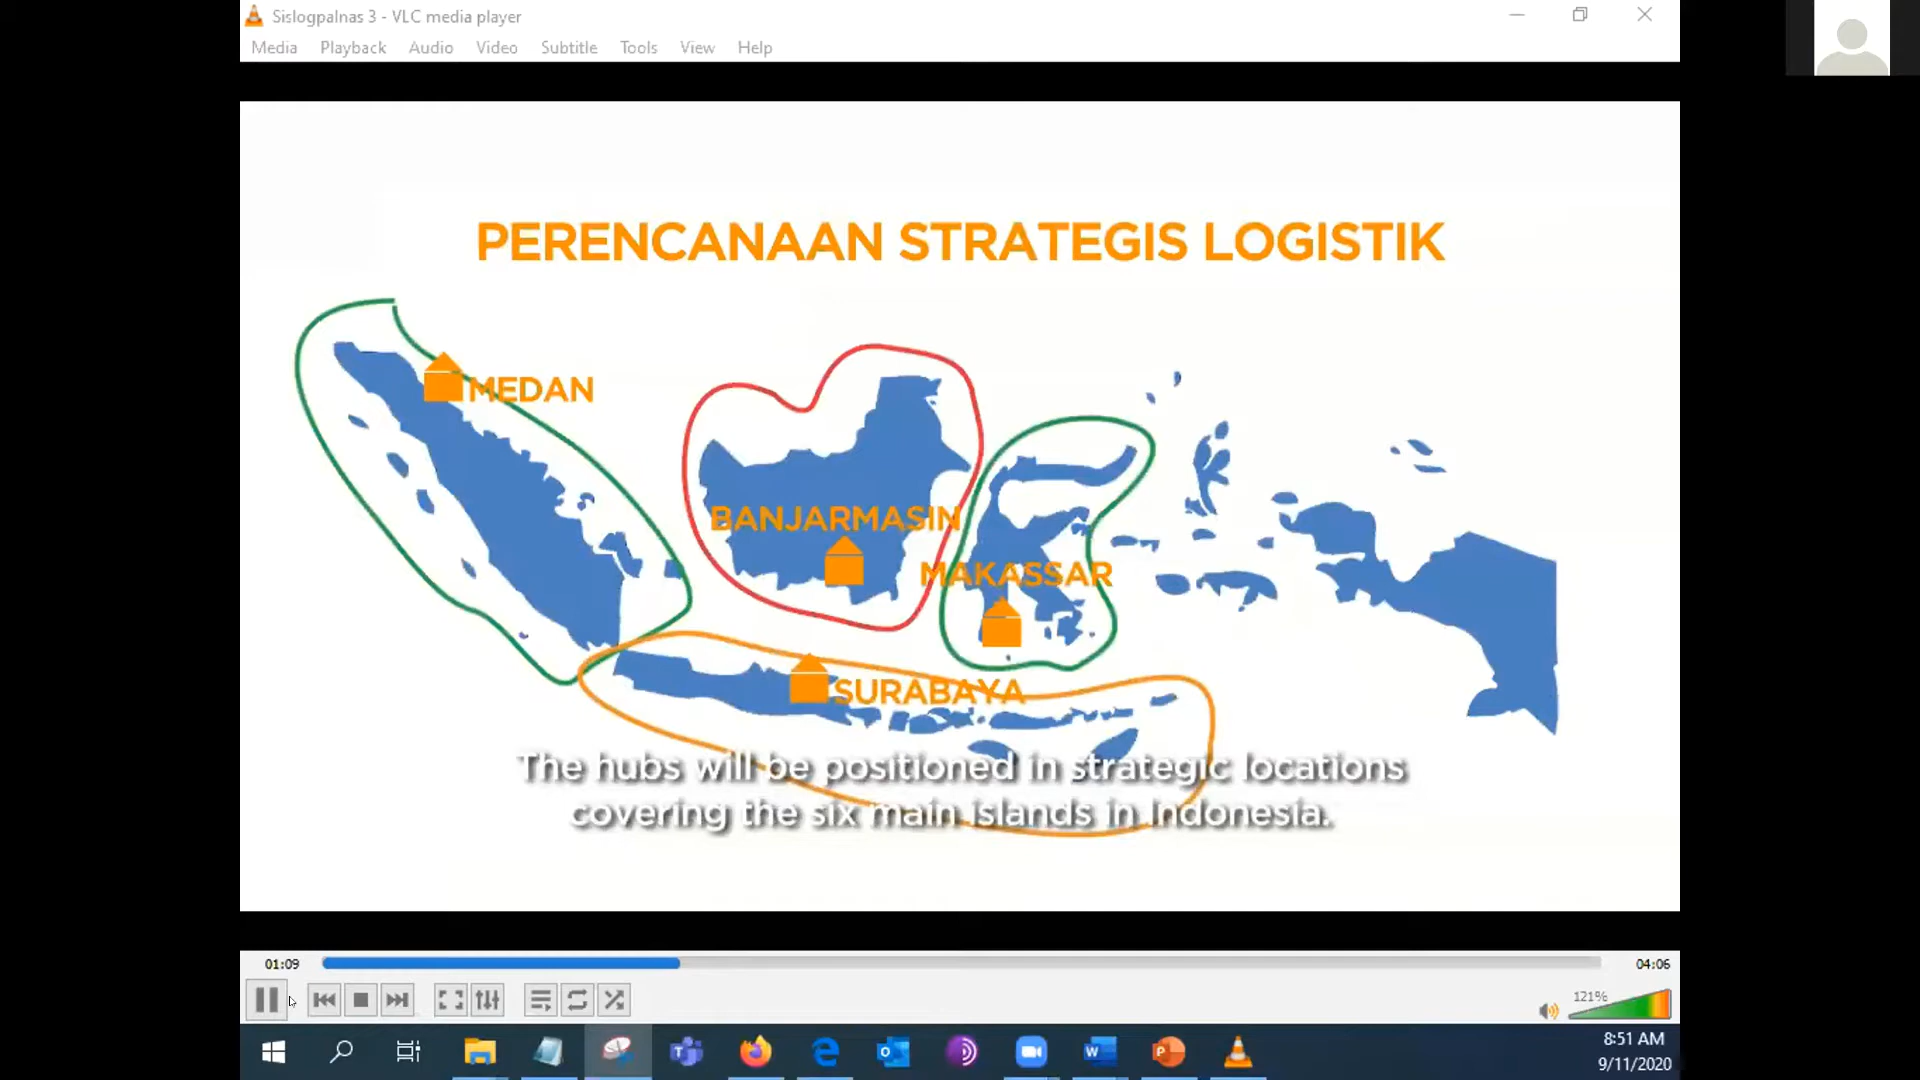 Sislogpalnas 3 - VLC media player
Media Playback Audio Video Subtitle Tools View Help
PERENCANAAN STRATEGIS LOGISTIK
MEDAN
BANJARMASIN
MAKASSAR
SURABAYA
The hubs will be positioned in strategic locations
covering the six main islands in Indonesia.
01:09
04:06
121%
8:51 AM
9/11/2020